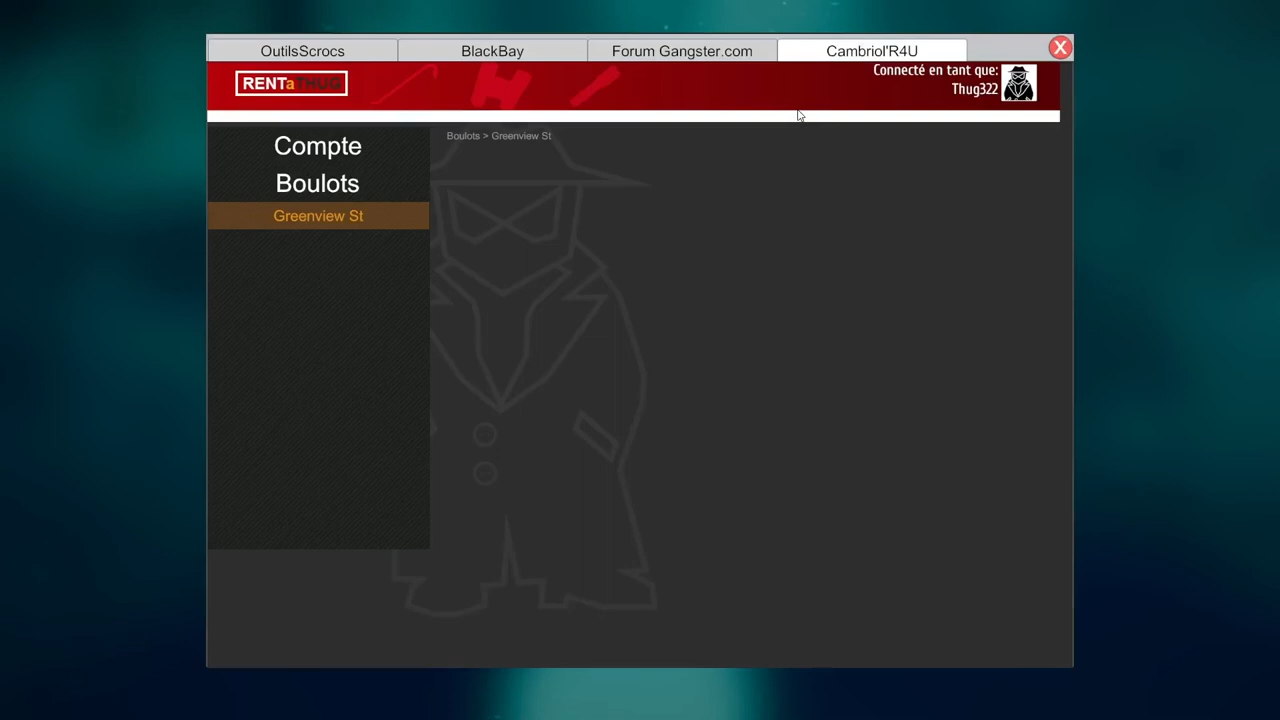 OutilsScrocs
BlackBay
Forum Gangster.com
Cambriol'R4U
RENTaTHUG
Connecté en tant que:
Thug322
Compte
Boulots
Greenview St
Boulots > Greenview St